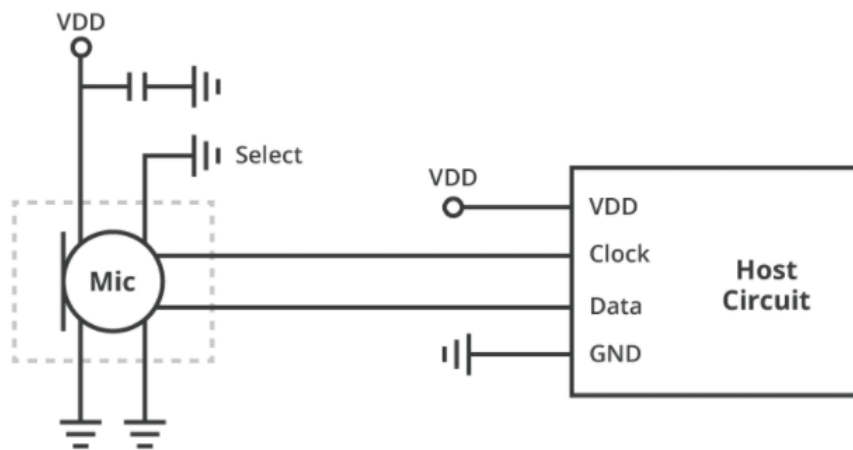 VDD
Select
VDD
VDD
Clock
Mic
Host
Circuit
Data
GND